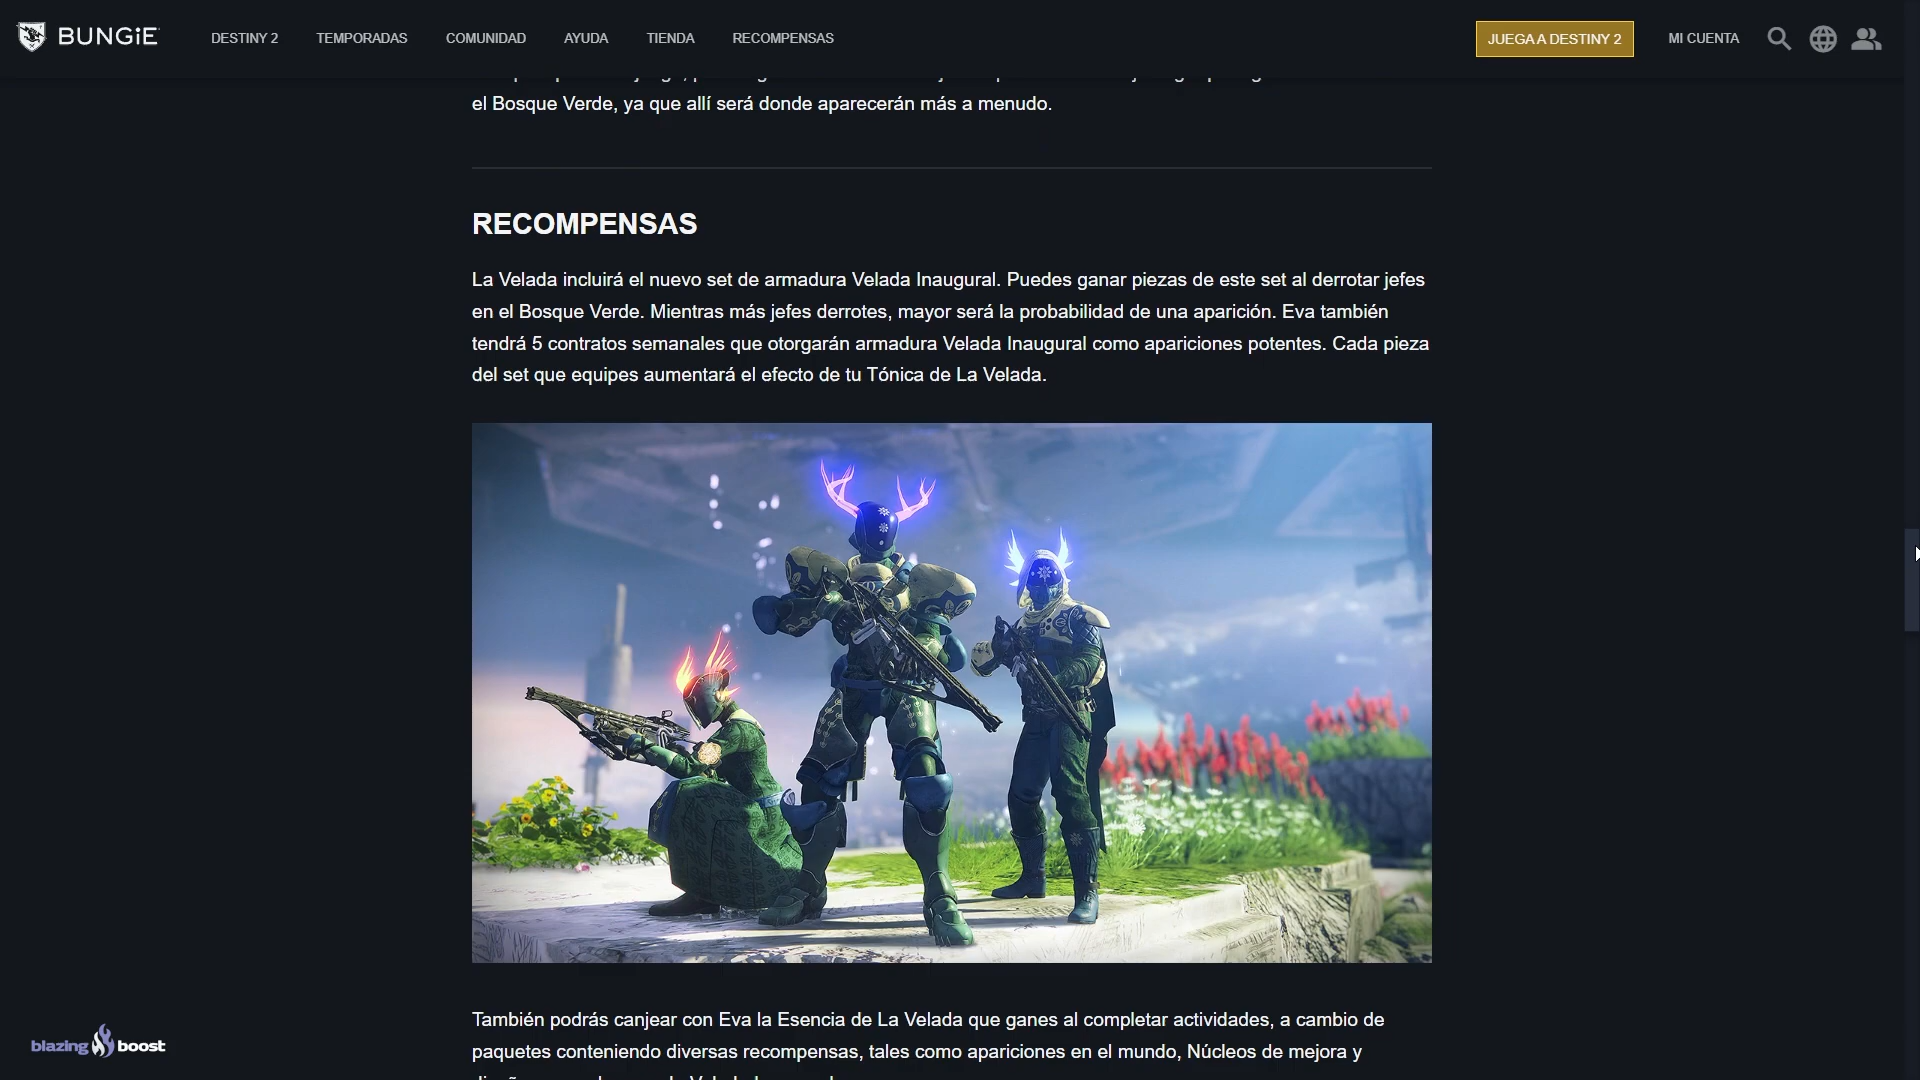 BUNGiE
DESTINY 2
TEMPORADAS
COMUNIDAD
AYUDA
TIENDA
RECOMPENSAS
JUEGA A DESTINY 2
MI CUENTA
el Bosque Verde, ya que allí será donde aparecerán más a menudo.
RECOMPENSAS
La Velada incluirá el nuevo set de armadura Velada Inaugural. Puedes ganar piezas de este set al derrotar jefes
en el Bosque Verde. Mientras más jefes derrotes, mayor será la probabilidad de una aparición. Eva también
tendrá 5 contratos semanales que otorgarán armadura Velada Inaugural como apariciones potentes. Cada pieza
del set que equipes aumentará el efecto de tu Tónica de La Velada.
También podrás canjear con Eva la Esencia de La Velada que ganes al completar actividades, a cambio de
paquetes conteniendo diversas recompensas, tales como apariciones en el mundo, Núcleos de mejora y
blazing boost